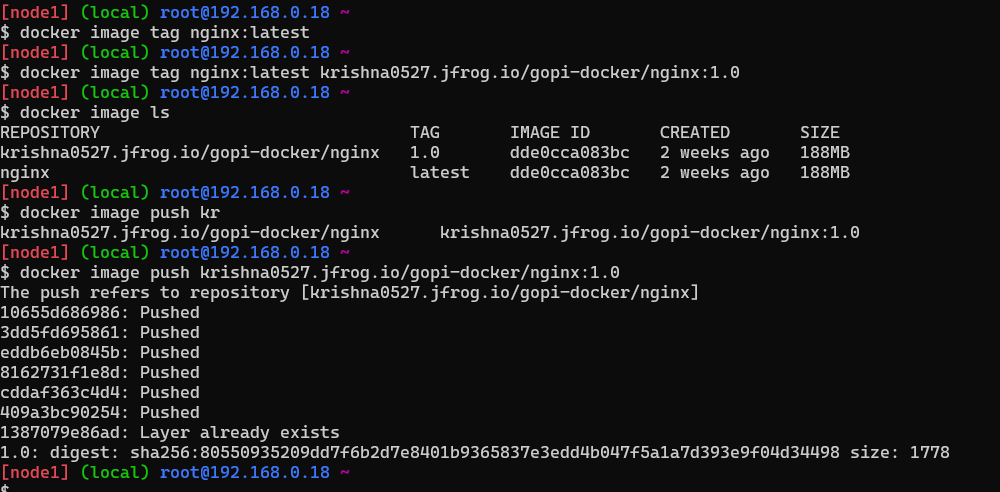 [node1] (local) root@192.168.0.18 ~
$ docker image tag nginx:latest
[node1] (local) root@192.168.0.18 ~
$ docker image tag nginx:latest krishna0527.jfrog.io/gopi-docker/nginx:1.0
[node1] (local) root@192.168.0.18 ~
$ docker image ls
REPOSITORY                               TAG       IMAGE ID       CREATED       SIZE
krishna0527.jfrog.io/gopi-docker/nginx   1.0       dde0cca083bc   2 weeks ago   188MB
nginx                                    latest    dde0cca083bc   2 weeks ago   188MB
[node1] (local) root@192.168.0.18 ~
$ docker image push kr
krishna0527.jfrog.io/gopi-docker/nginx      krishna0527.jfrog.io/gopi-docker/nginx:1.0
[node1] (local) root@192.168.0.18 ~
$ docker image push krishna0527.jfrog.io/gopi-docker/nginx:1.0
The push refers to repository [krishna0527.jfrog.io/gopi-docker/nginx]
10655d686986: Pushed
3dd5fd695861: Pushed
eddb6eb0845b: Pushed
8162731f1e8d: Pushed
cddaf363c4d4: Pushed
409a3bc90254: Pushed
1387079e86ad: Layer already exists
1.0: digest: sha256:80550935209dd7f6b2d7e8401b9365837e3edd4b047f5a1a7d393e9f04d34498 size: 1778
[node1] (local) root@192.168.0.18 ~
$